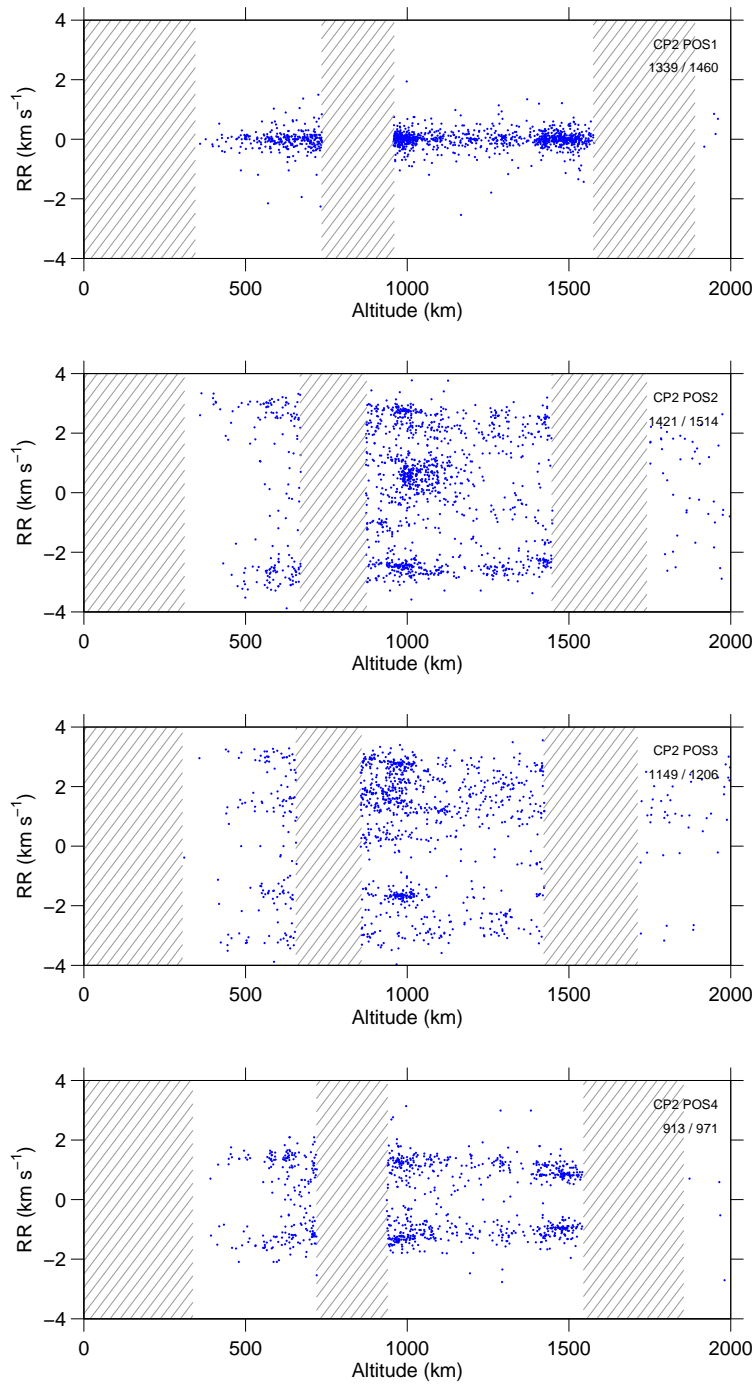 4
2
0
−2
−4
RR (km s−1)
CP2 POS1
1339 / 1460
0 500 1000 1500 2000
Altitude (km)
4
2
0
−2
−4
RR (km s−1)
CP2 POS2
1421 / 1514
0 500 1000 1500 2000
Altitude (km)
4
2
0
−2
−4
RR (km s−1)
CP2 POS3
1149 / 1206
0 500 1000 1500 2000
Altitude (km)
4
2
0
−2
−4
RR (km s−1)
CP2 POS4
913 / 971
0 500 1000 1500 2000
Altitude (km)